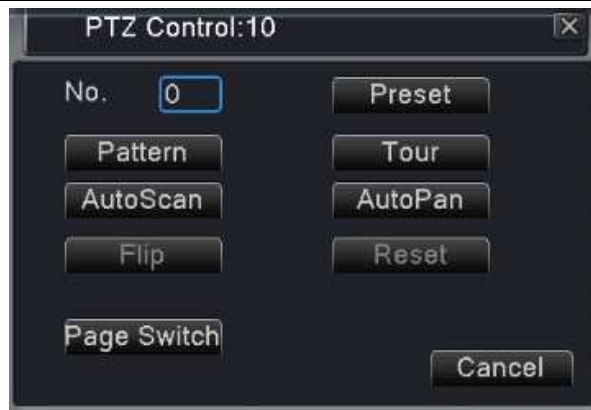 PTZ Control:10
No. 0 Preset
Pattern Tour
AutoScan AutoPan
Flip Reset
Page Switch
Cancel